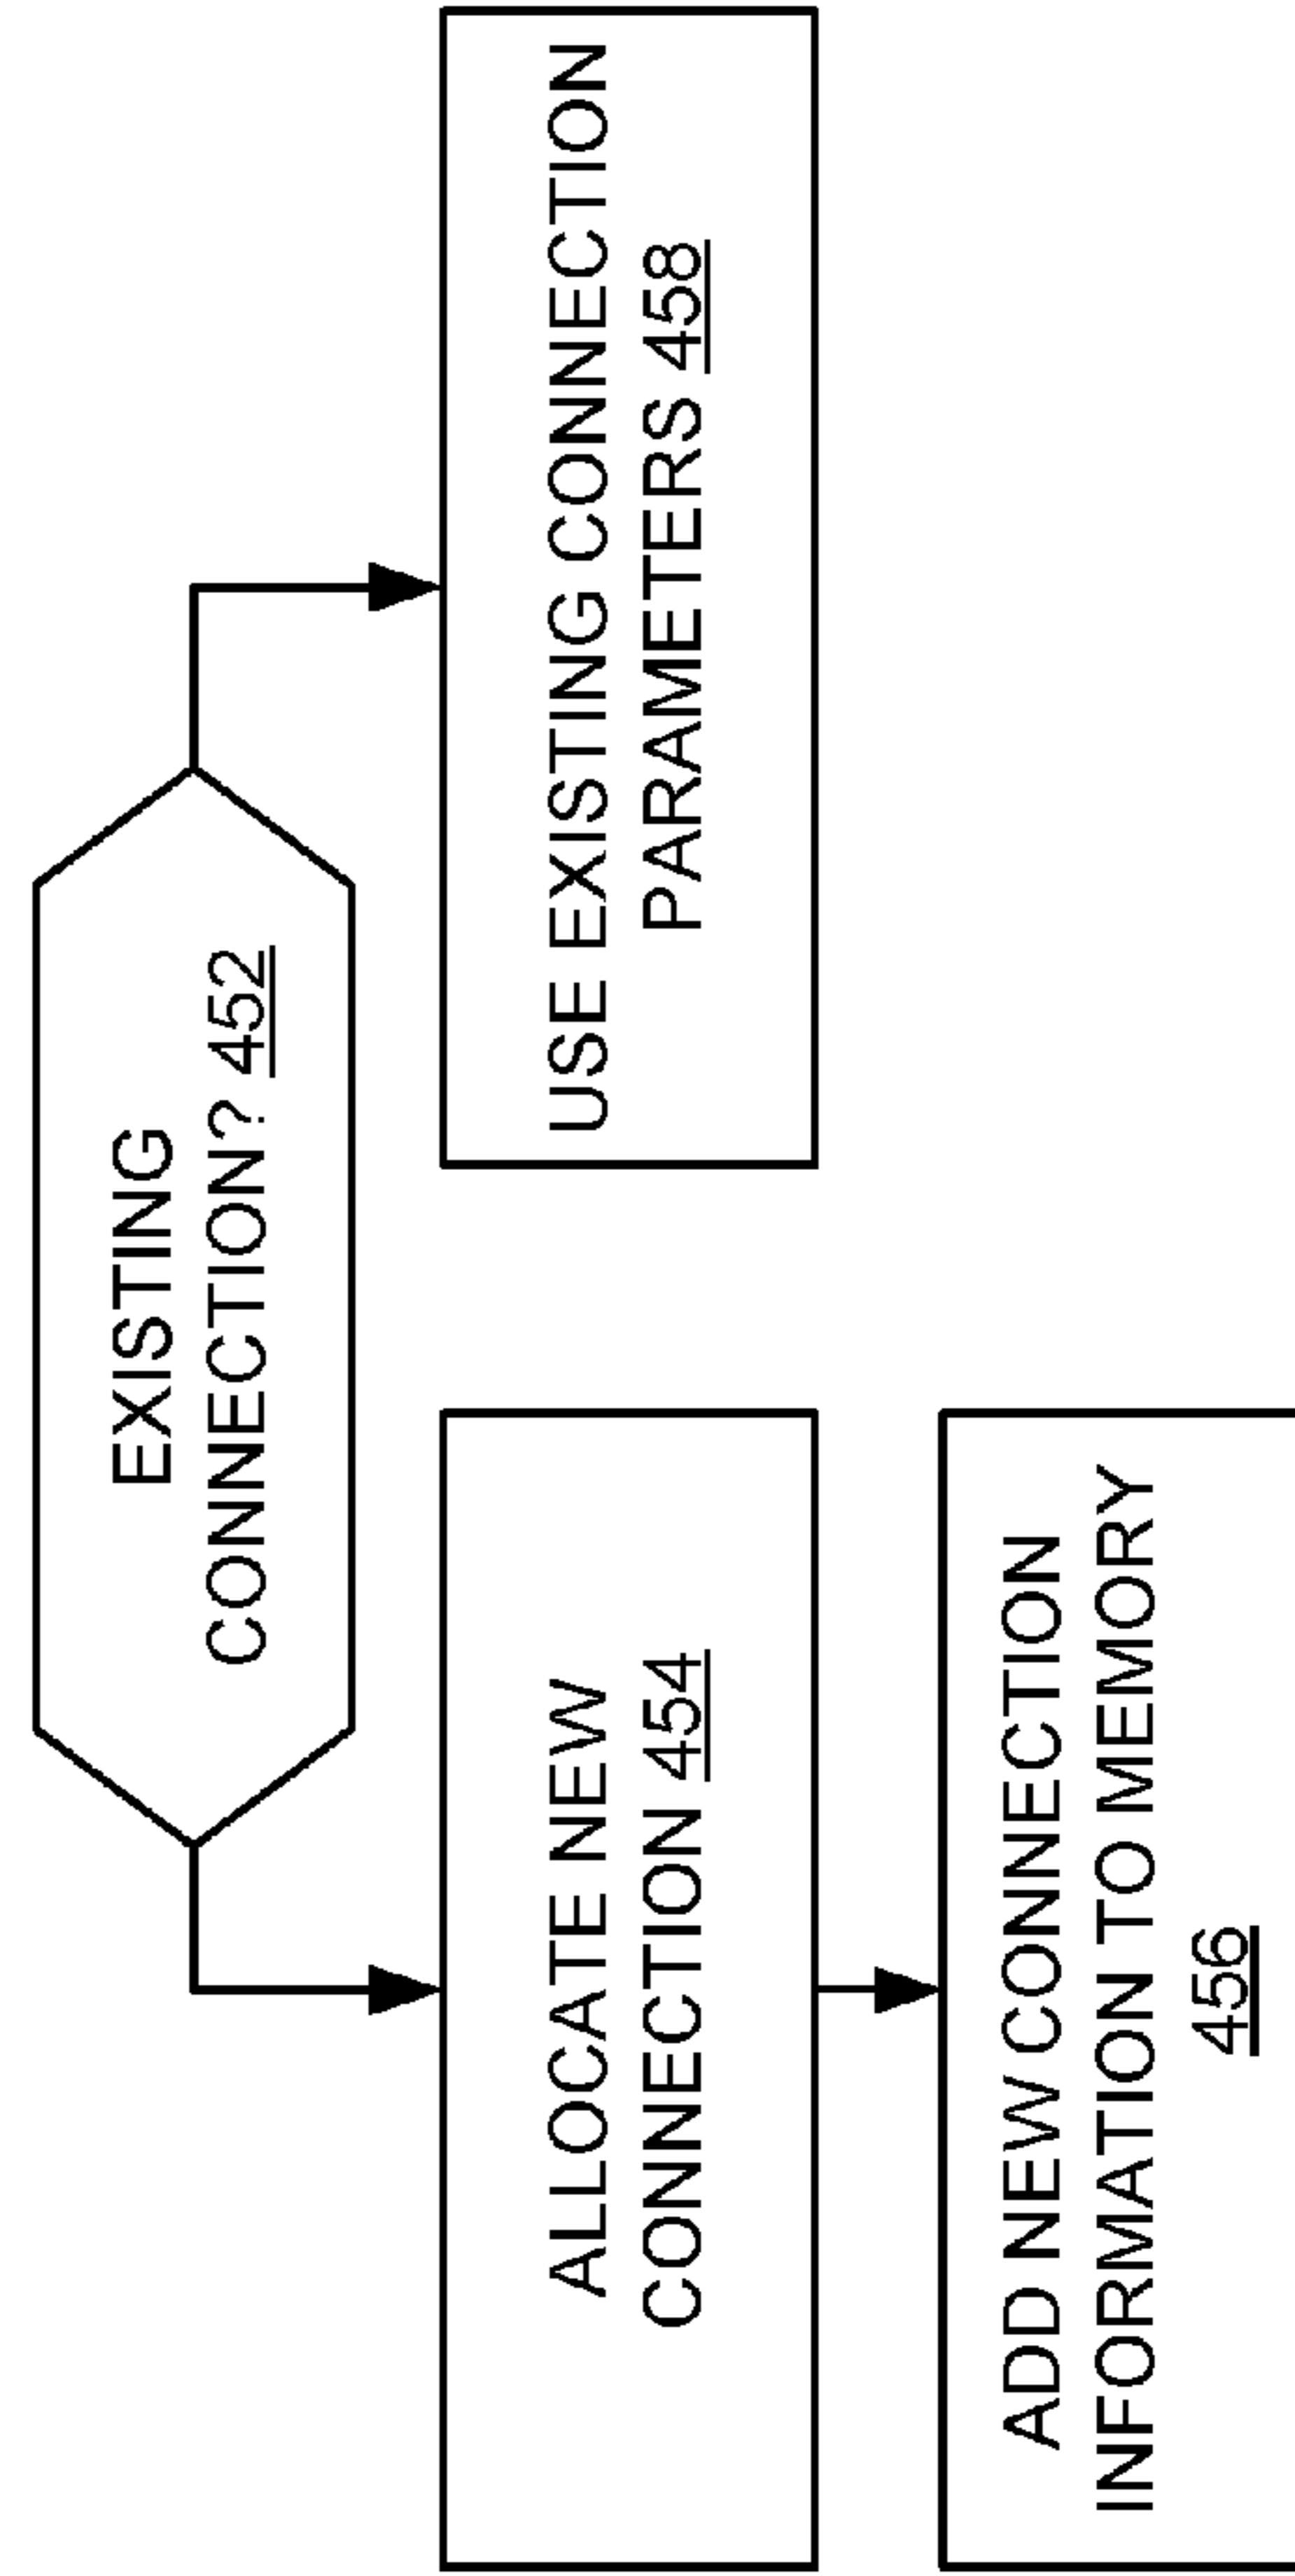 EXISTING
CONNECTION? 452
ALLOCATE NEW
CONNECTION 454
USE EXISTING CONNECTION
PARAMETERS 458
ADD NEW CONNECTION
INFORMATION TO MEMORY
456